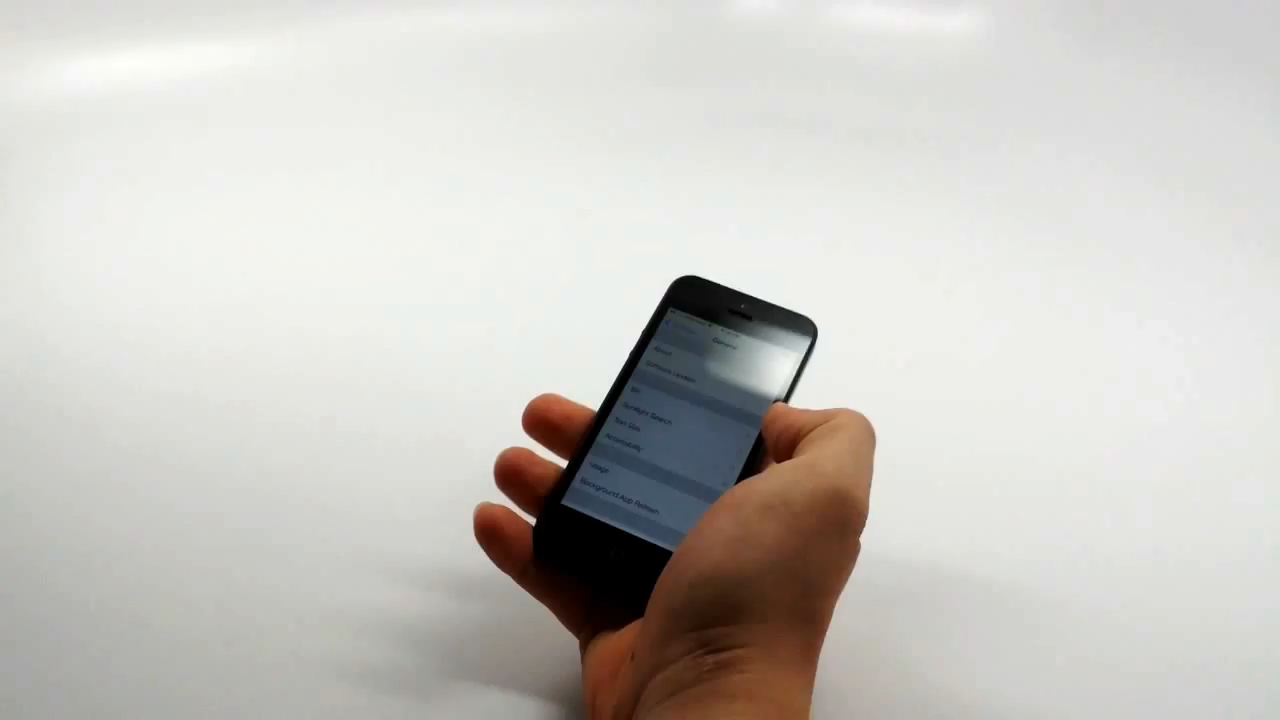 General
About
Software Update
Siri
Spotlight Search
Text Size
Accessibility
Usage
Background App Refresh